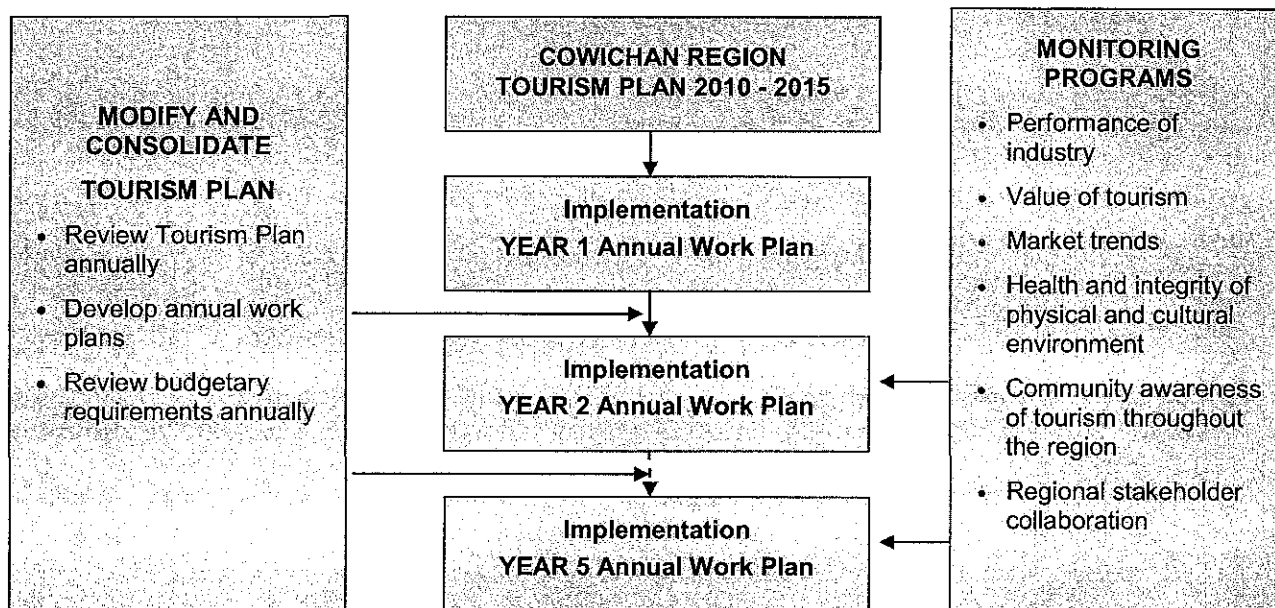 MODIFY AND
CONSOLIDATE
TOURISM PLAN
• Review Tourism Plan
annually
• Develop annual work
plans
• Review budgetary
requirements annually
COWICHAN REGION
TOURISM PLAN 2010 - 2015
Implementation
YEAR 1 Annual Work Plan
Implementation
YEAR 2 Annual Work Plan
Implementation
YEAR 5 Annual Work Plan
MONITORING
PROGRAMS
• Performance of
industry
• Value of tourism
• Market trends
• Health and integrity of
physical and cultural
environment
• Community awareness
of tourism throughout
the region
• Regional stakeholder
collaboration